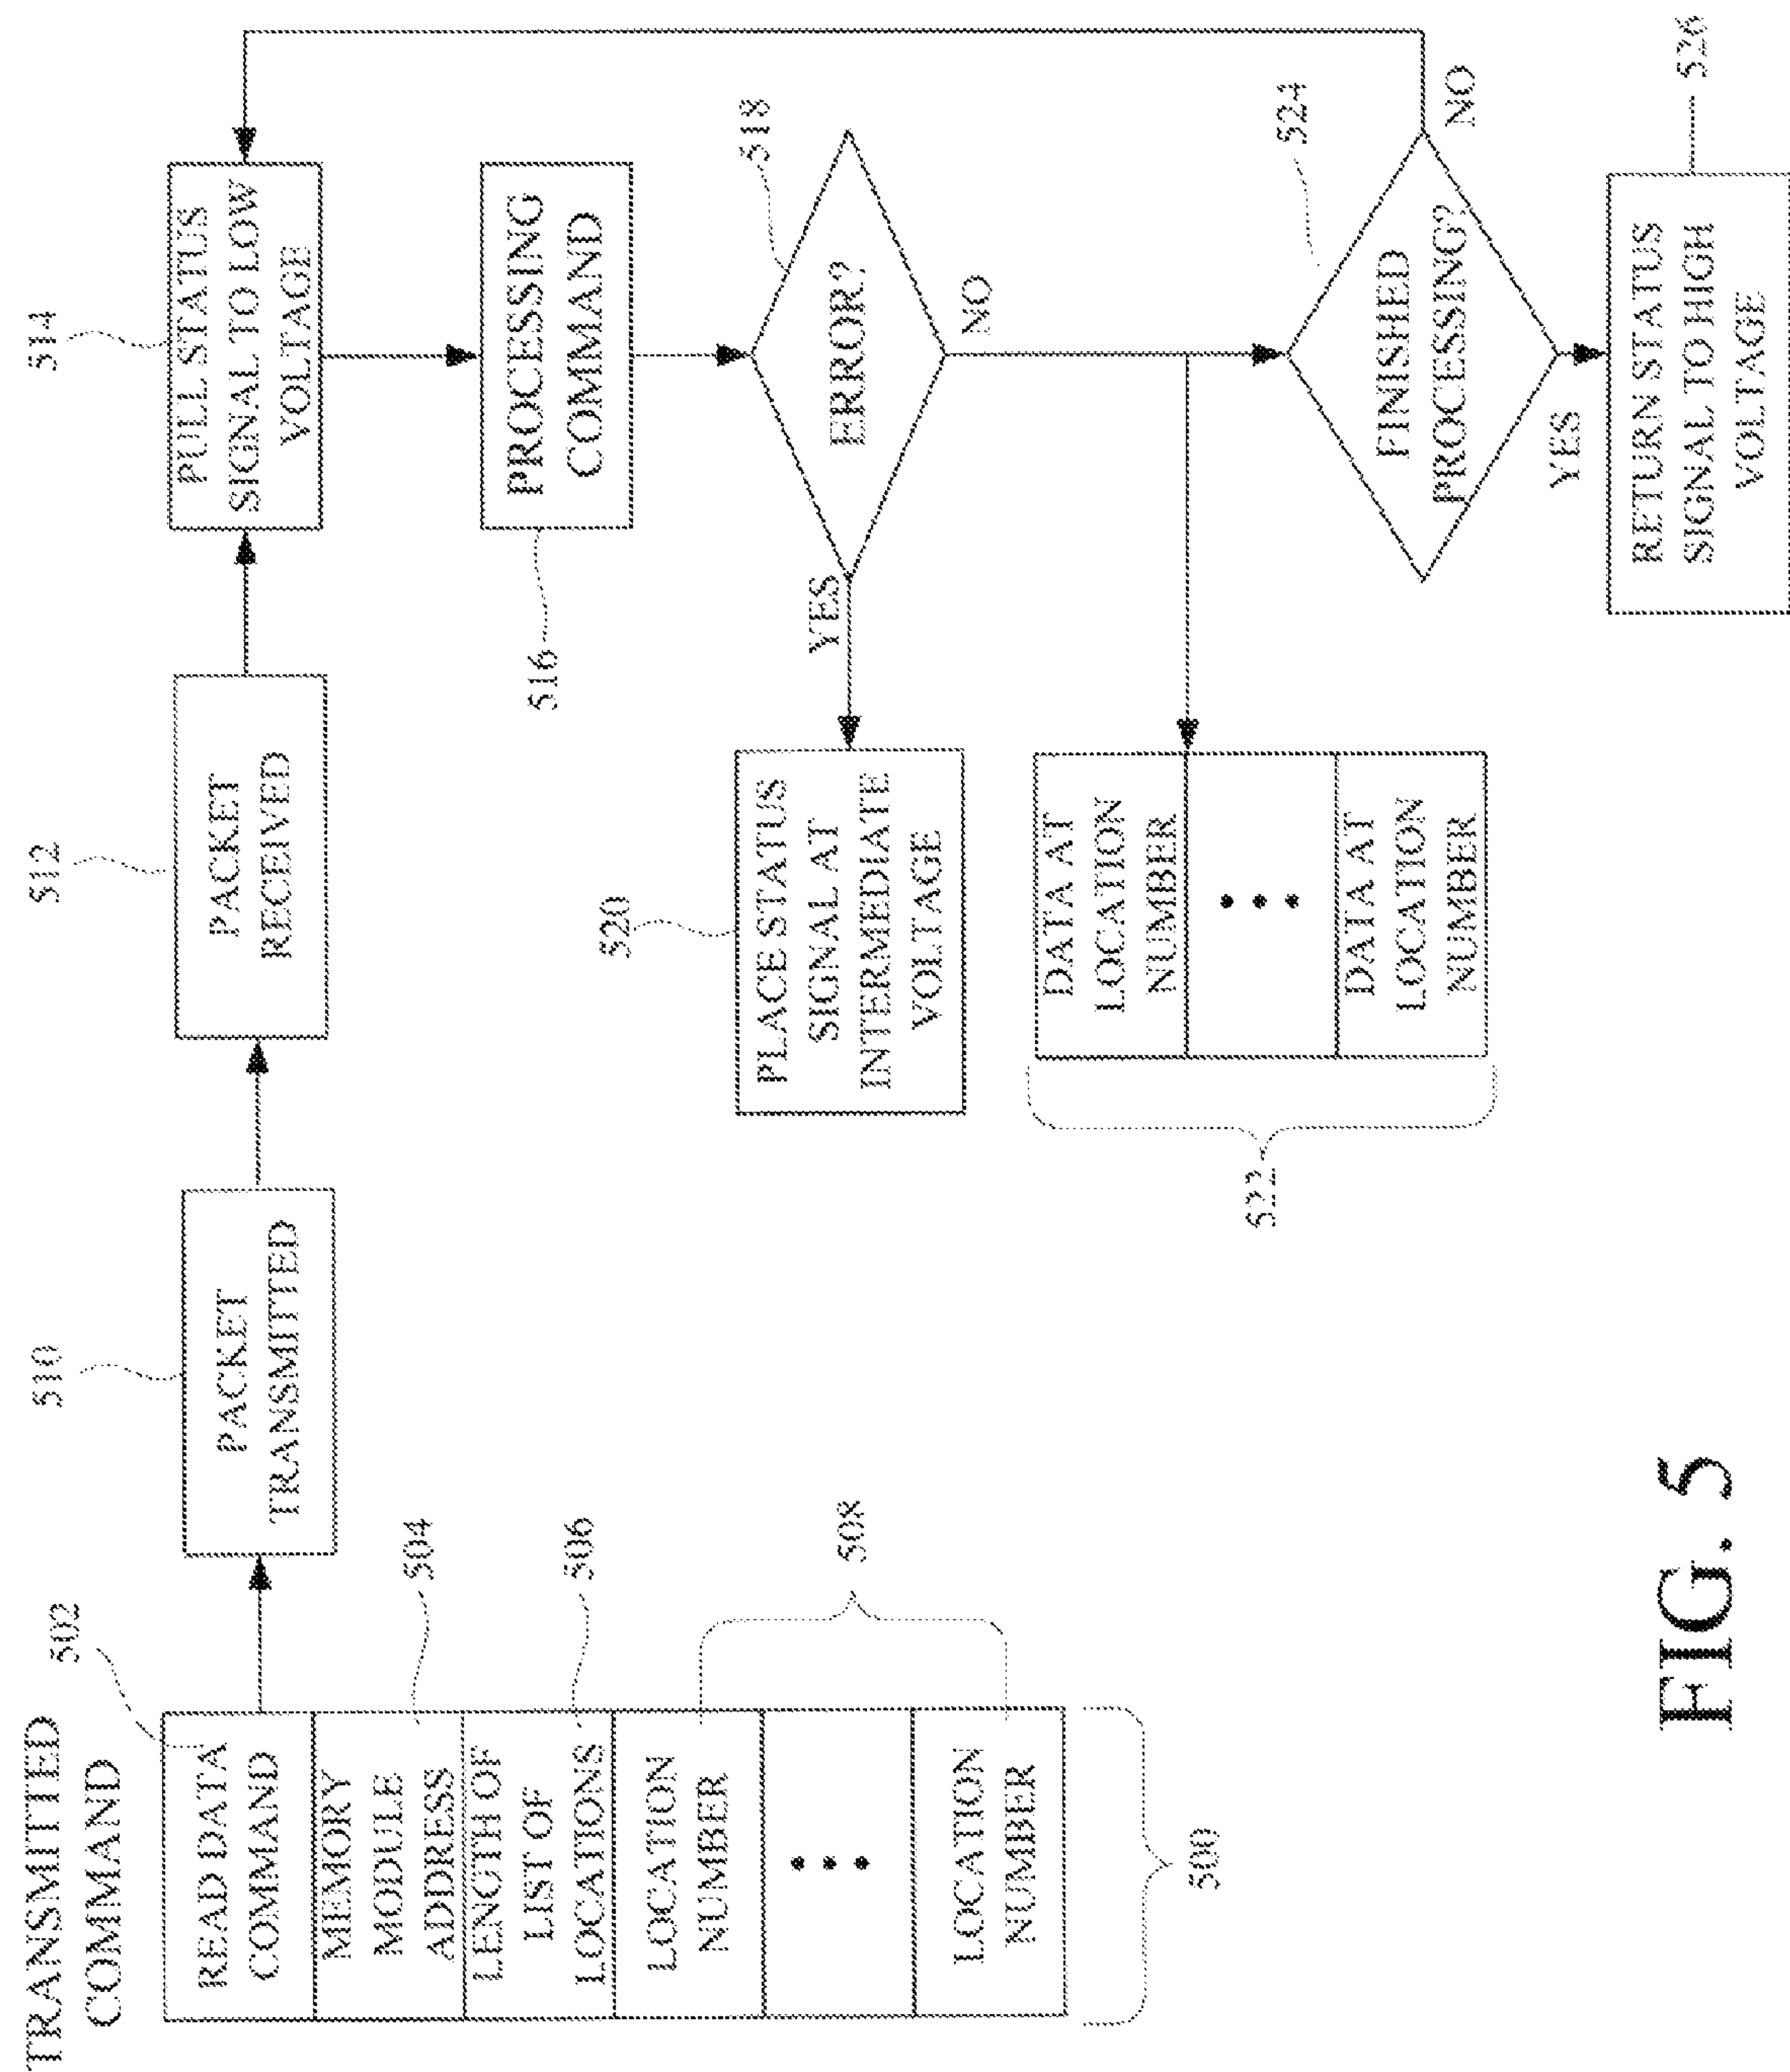 TRANSMITTED
COMMAND
502
READ DATA
COMMAND
MEMORY
MODULE
ADDRESS
504
LENGTH OF
LIST OF
LOCATIONS
506
LOCATION
NUMBER
• • •
LOCATION
NUMBER
508
500
510
PACKET
TRANSMITTED
512
PACKET
RECEIVED
514
PULL STATUS
SIGNAL TO LOW
VOLTAGE
516
PROCESSING
COMMAND
518
ERROR?
YES
NO
520
PLACE STATUS
SIGNAL AT
INTERMEDIATE
VOLTAGE
522
DATA AT
LOCATION
NUMBER
• • •
DATA AT
LOCATION
NUMBER
524
FINISHED
PROCESSING?
NO
YES
526
RETURN STATUS
SIGNAL TO HIGH
VOLTAGE
FIG. 5